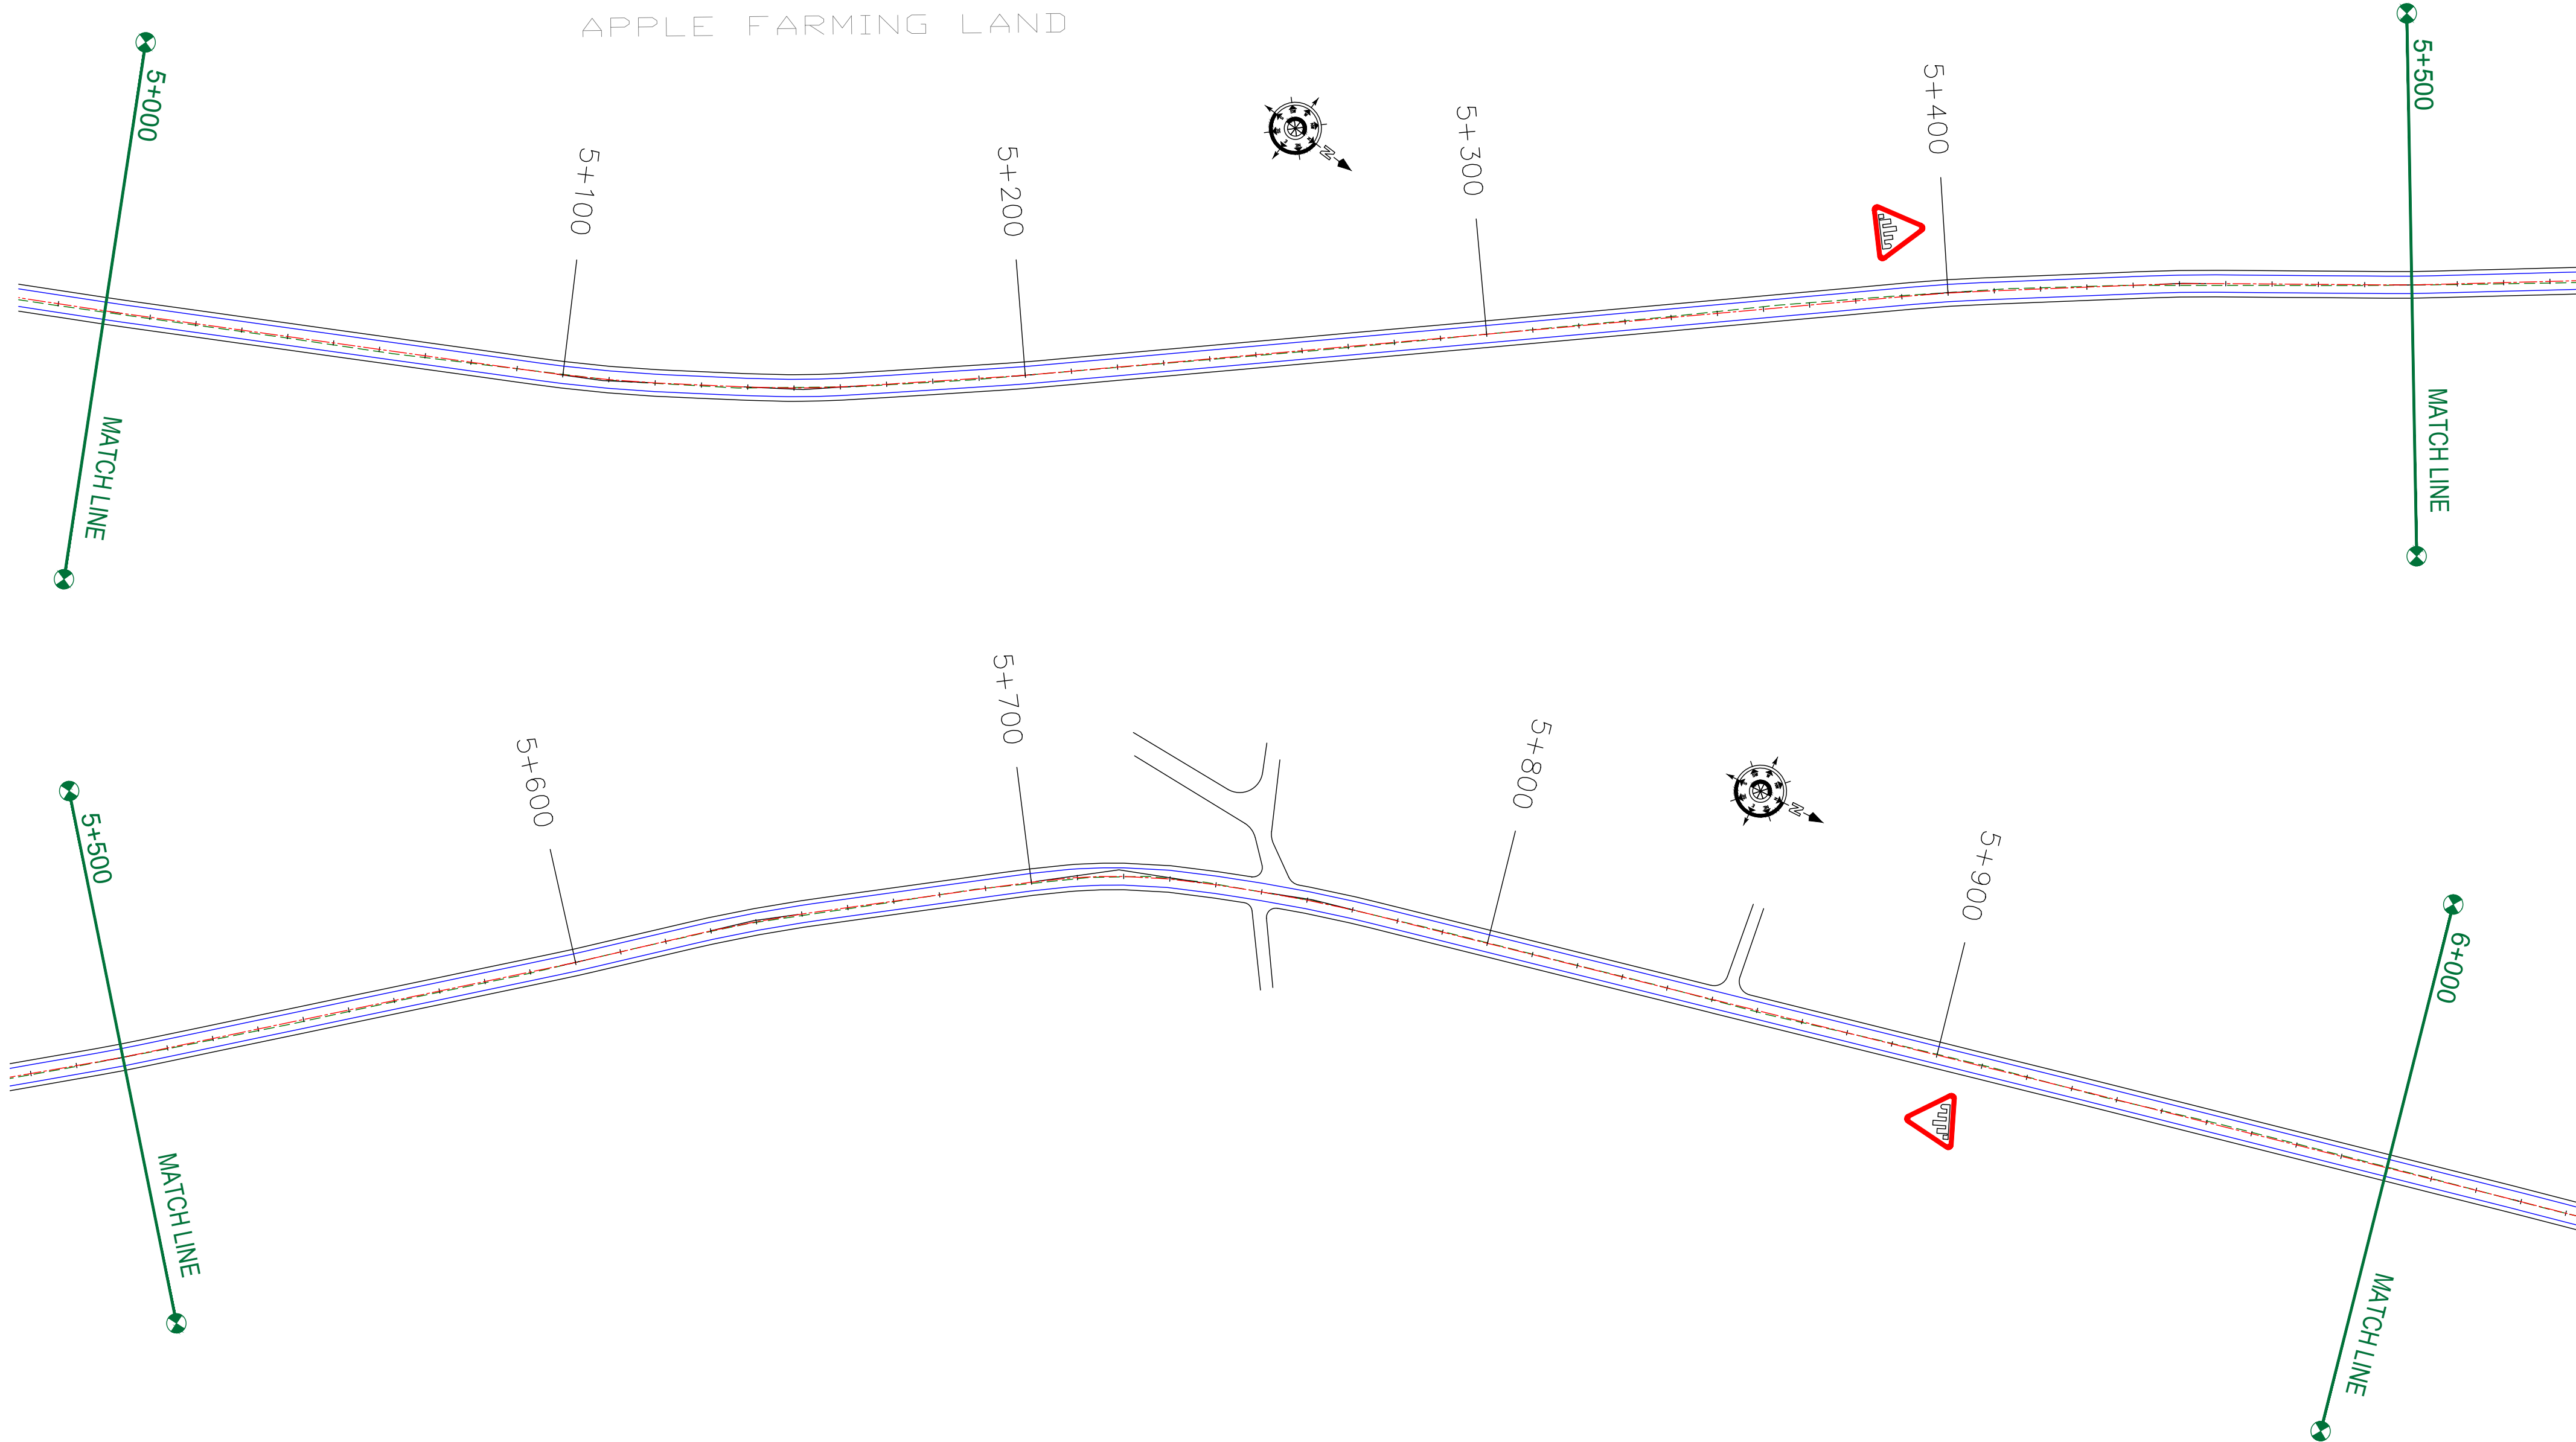 APPLE FARMING LAND
5+000
5+100
5+200
N
5+300
5+400
5+500
MATCH LINE
MATCH LINE
5+500
5+600
5+700
5+800
N
5+900
6+000
MATCH LINE
MATCH LINE